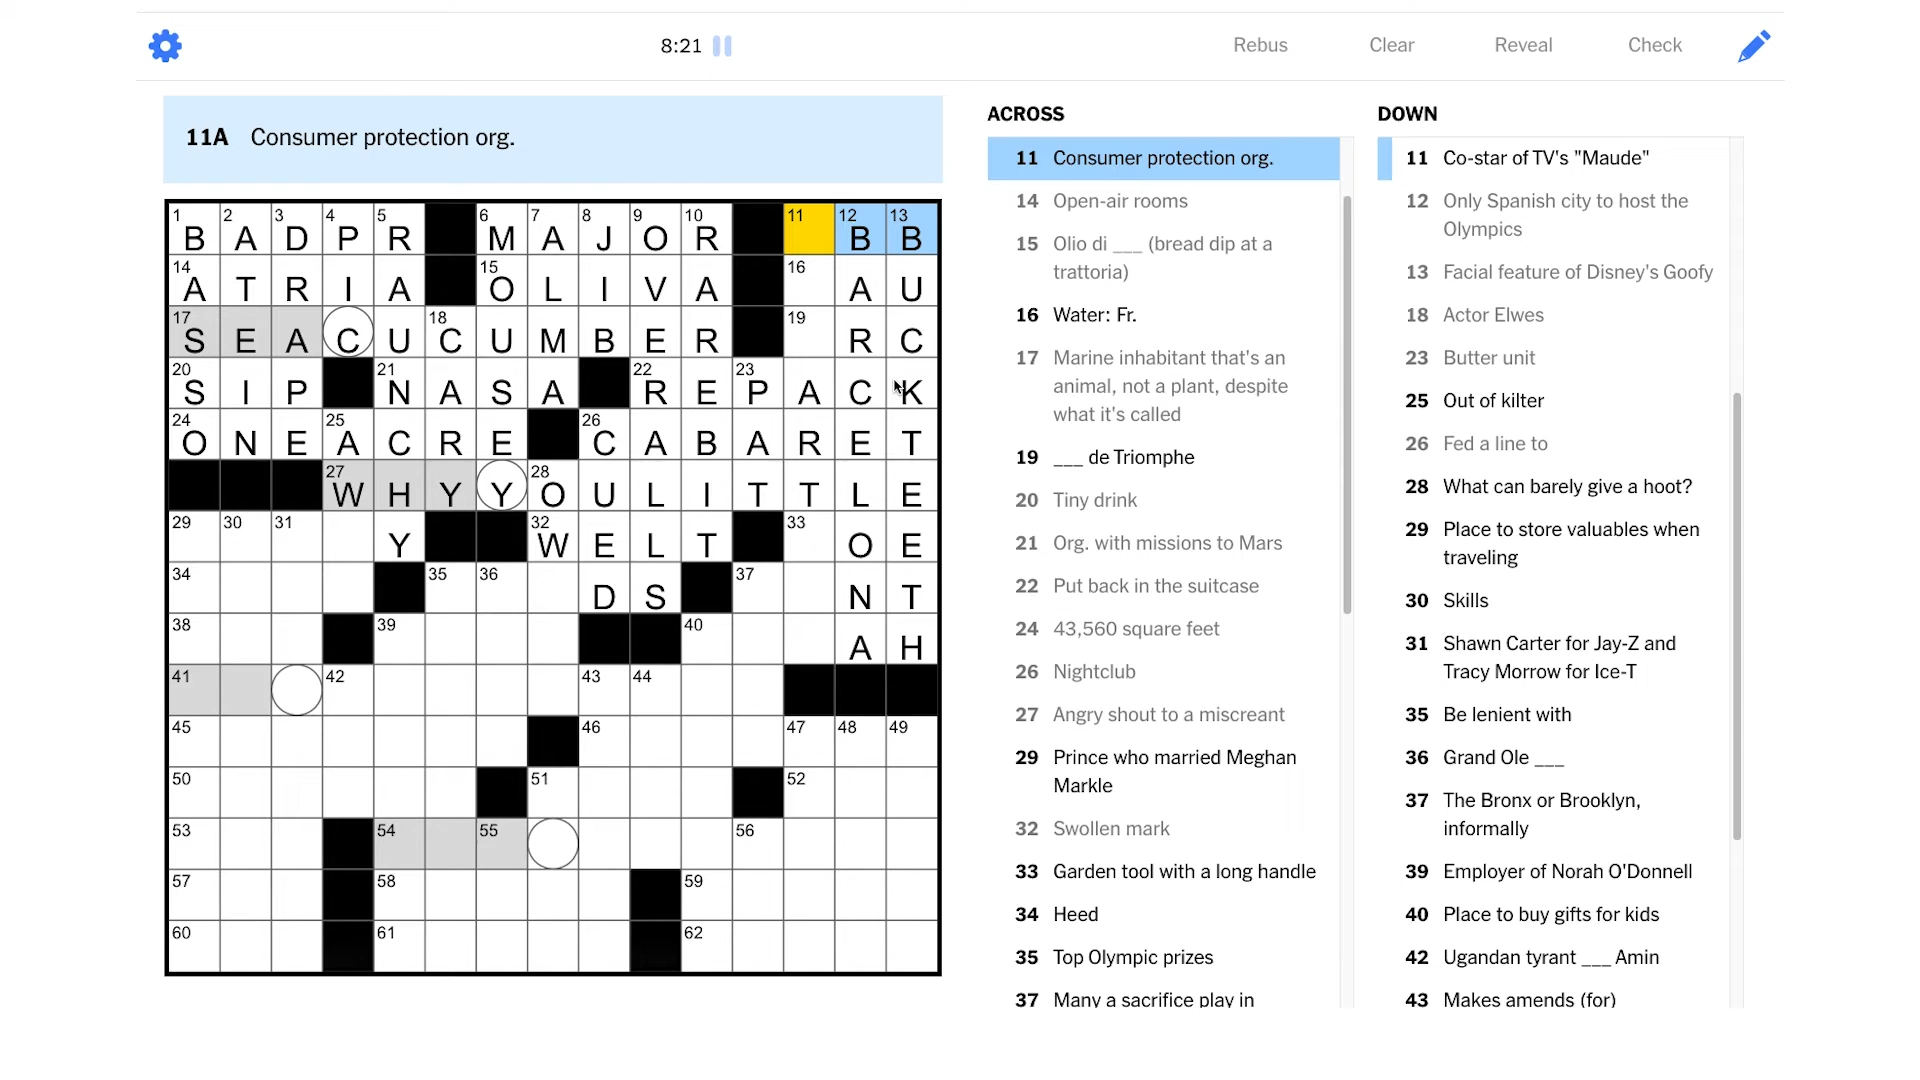 8:21
Rebus Clear Reveal Check
11A Consumer protection org.
1 2 3 4 5 6 7 8 9 10 11 12 13
B A D P R M A J O R B B
14 15 16
A T R I A O L I V A A U
17 18 19
S E A C U C U M B E R R C
20 21 22 23
S I P N A S A R E P A C K
24 25 26
O N E A C R E C A B A R E T
27 28
W H Y Y O U L I T T L E
29 30 31 32 33
Y W E L T O E
34 35 36 37
D S N T
38 39 40
A H
41 42 43 44
45 46 47 48 49
50 51 52
53 54 55 56
57 58 59
60 61 62
ACROSS
11 Consumer protection org.
14 Open-air rooms
15 Olio di ___ (bread dip at a
trattoria)
16 Water: Fr.
17 Marine inhabitant that's an
animal, not a plant, despite
what it's called
19 ___ de Triomphe
20 Tiny drink
21 Org. with missions to Mars
22 Put back in the suitcase
24 43,560 square feet
26 Nightclub
27 Angry shout to a miscreant
29 Prince who married Meghan
Markle
32 Swollen mark
33 Garden tool with a long handle
34 Heed
35 Top Olympic prizes
37 Many a sacrifice play in
DOWN
11 Co-star of TV's "Maude"
12 Only Spanish city to host the
Olympics
13 Facial feature of Disney's Goofy
18 Actor Elwes
23 Butter unit
25 Out of kilter
26 Fed a line to
28 What can barely give a hoot?
29 Place to store valuables when
traveling
30 Skills
31 Shawn Carter for Jay-Z and
Tracy Morrow for Ice-T
35 Be lenient with
36 Grand Ole ___
37 The Bronx or Brooklyn,
informally
39 Employer of Norah O'Donnell
40 Place to buy gifts for kids
42 Ugandan tyrant ___ Amin
43 Makes amends (for)